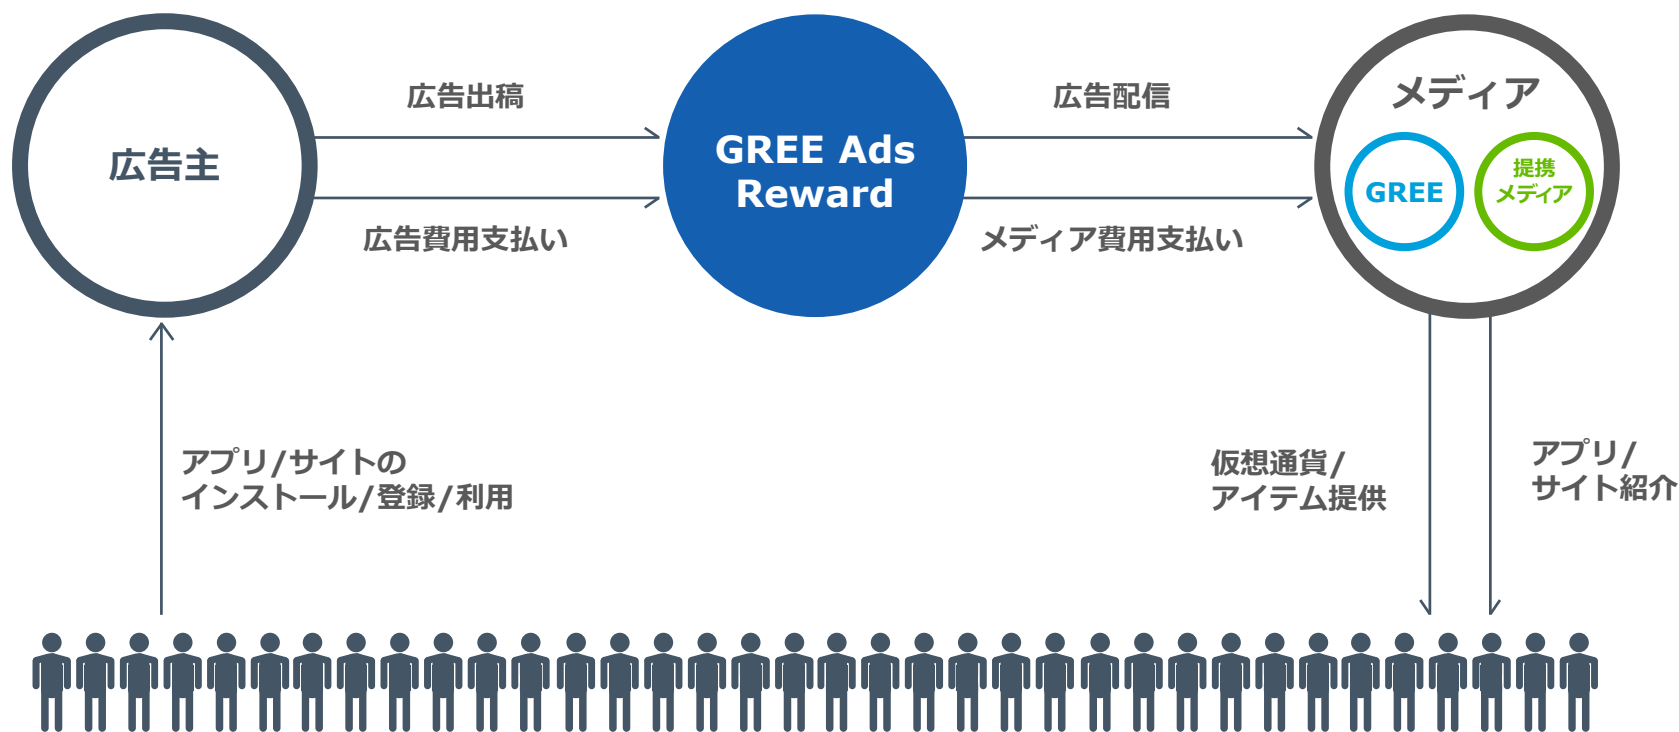 広告主
広告出稿
広告費用支払い
GREE Ads
Reward
広告配信
メディア費用支払い
メディア
GREE
提携
メディア
アプリ/サイトの
インストール/登録/利用
仮想通貨/
アイテム提供
アプリ/
サイト紹介